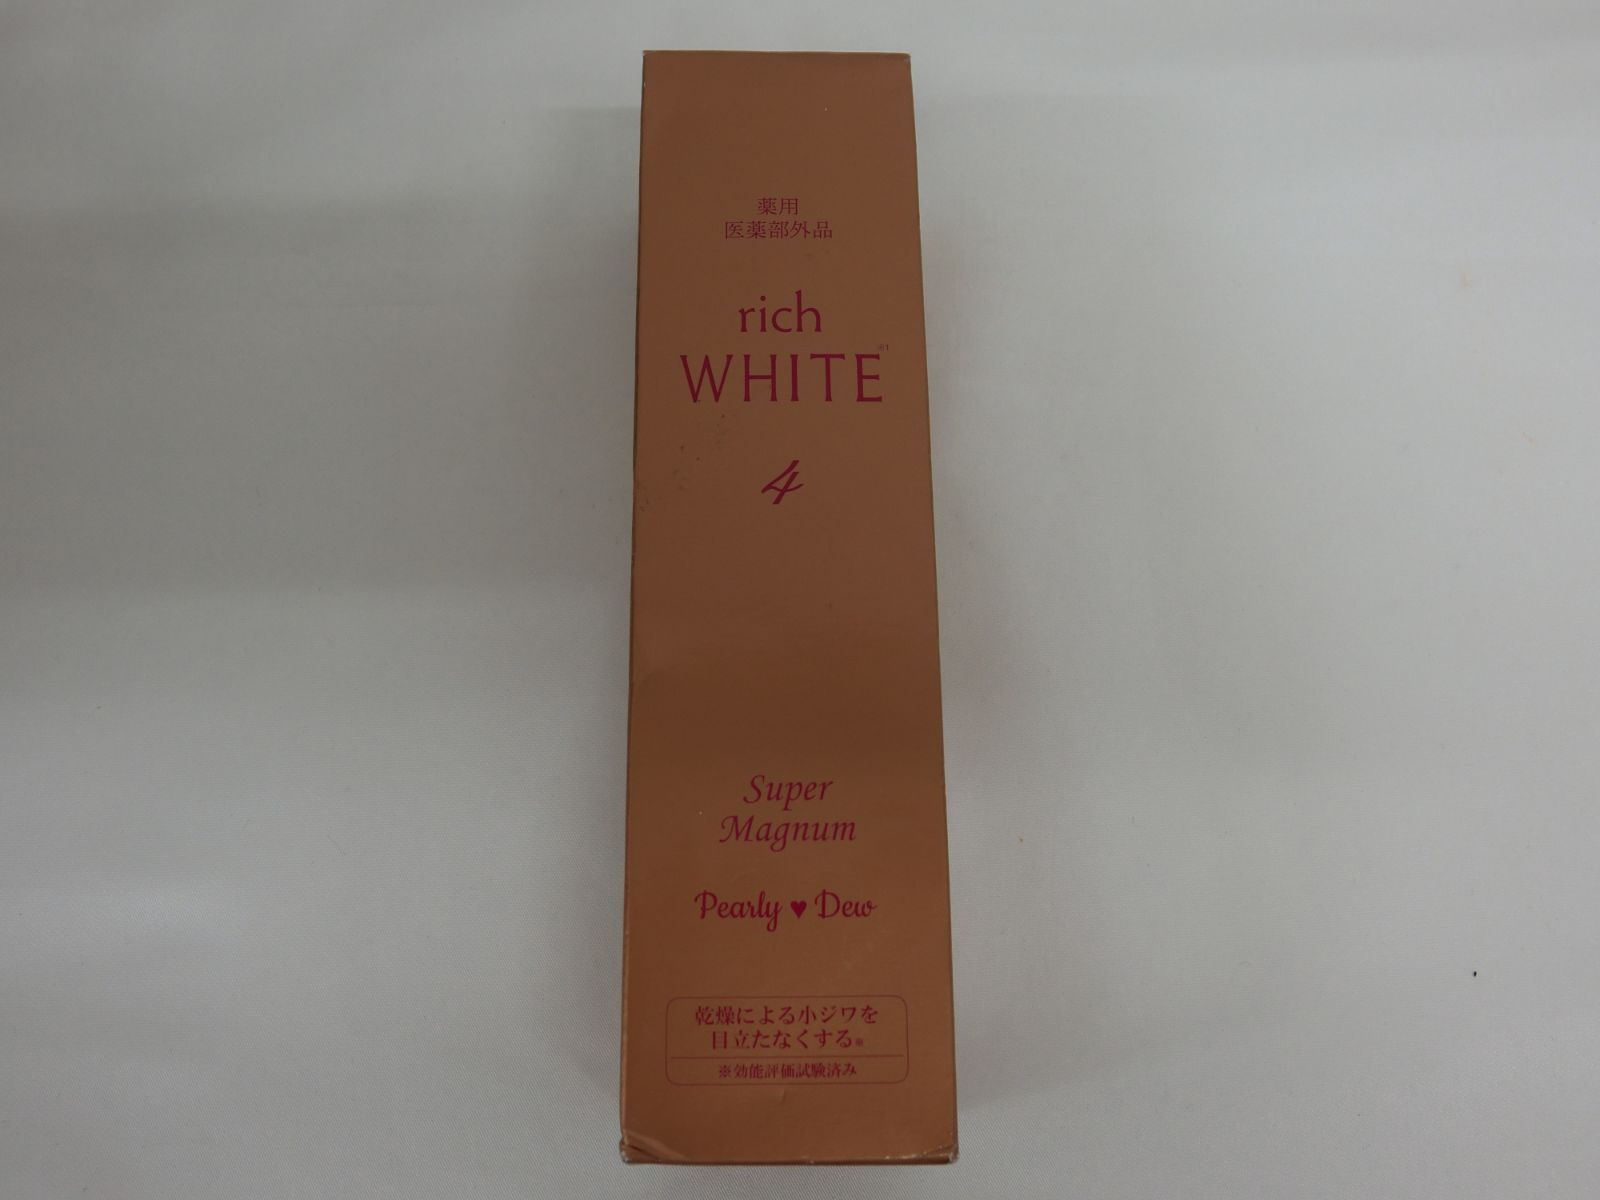 薬用
医薬部外品
rich
WHITE※1
4
Super
Magnum
Pearly ♥ Dew
乾燥による小ジワを
目立たなくする※
※効能評価試験済み